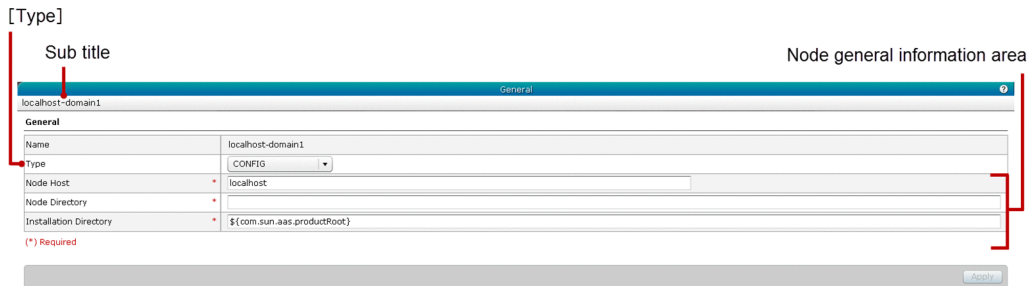 [Type]
Sub title
Node general information area
General ?
localhost-domain1
General
Name localhost-domain1
Type CONFIG
Node Host * localhost
Node Directory *
Installation Directory * ${com.sun.aas.productRoot}
(*) Required
Apply